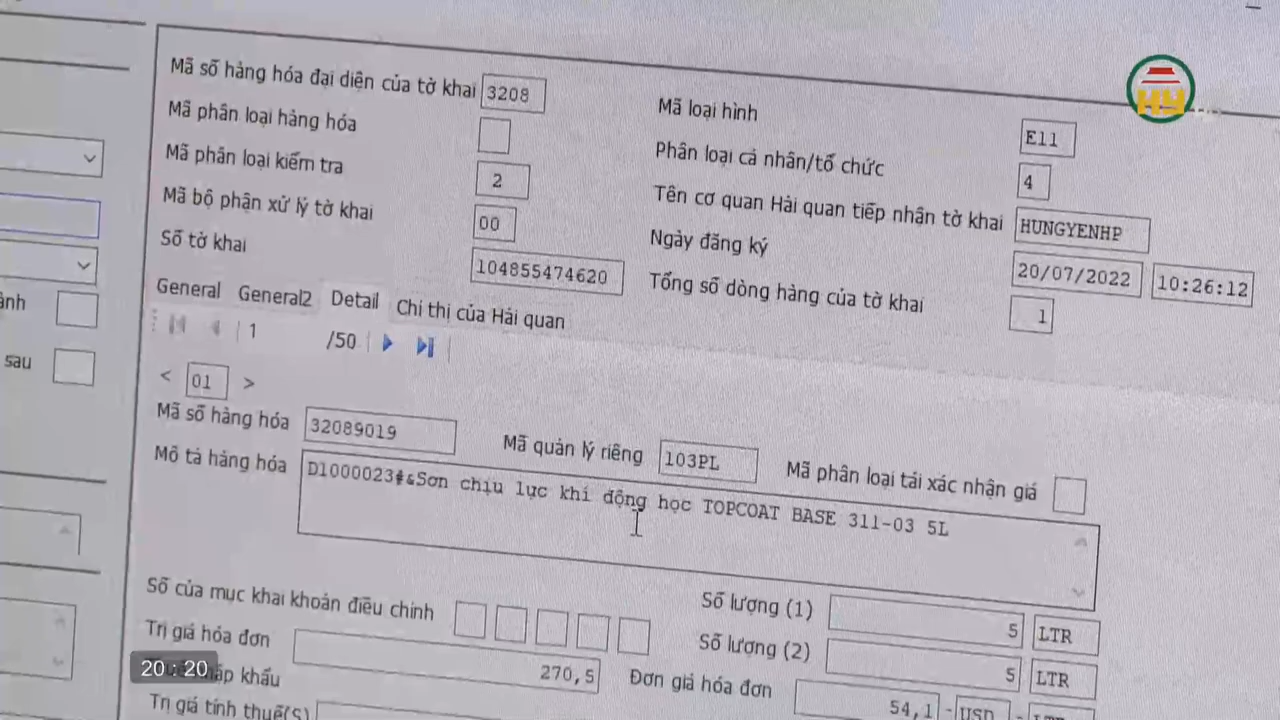 Mã số hàng hóa đại diện của tờ khai 3208
Mã loại hình E11
Mã phân loại hàng hóa
Phân loại cá nhân/tổ chức 4
Mã phân loại kiểm tra 2
Tên cơ quan Hải quan tiếp nhận tờ khai HUNGYENHP
Mã bộ phận xử lý tờ khai 00
Ngày đăng ký 20/07/2022 10:26:12
Số tờ khai 104855474620
Tổng số dòng hàng của tờ khai 1
General General2 Detail Chỉ thị của Hải quan
1 /50
< 01 >
sau
Mã số hàng hóa 32089019 Mã quản lý riêng 103PL Mã phân loại tái xác nhận giá
Mô tả hàng hóa D1000023#&Sơn chịu lực khí động học TOPCOAT BASE 311-03 5L
Số của mục khai khoản điều chỉnh
Số lượng (1) 5 LTR
Trị giá hóa đơn 270,5
Số lượng (2) 5 LTR
Đơn giá hóa đơn 54,1 - USD - LTR
khẩu
Trị giá tính thuế(S)
20:20
HY